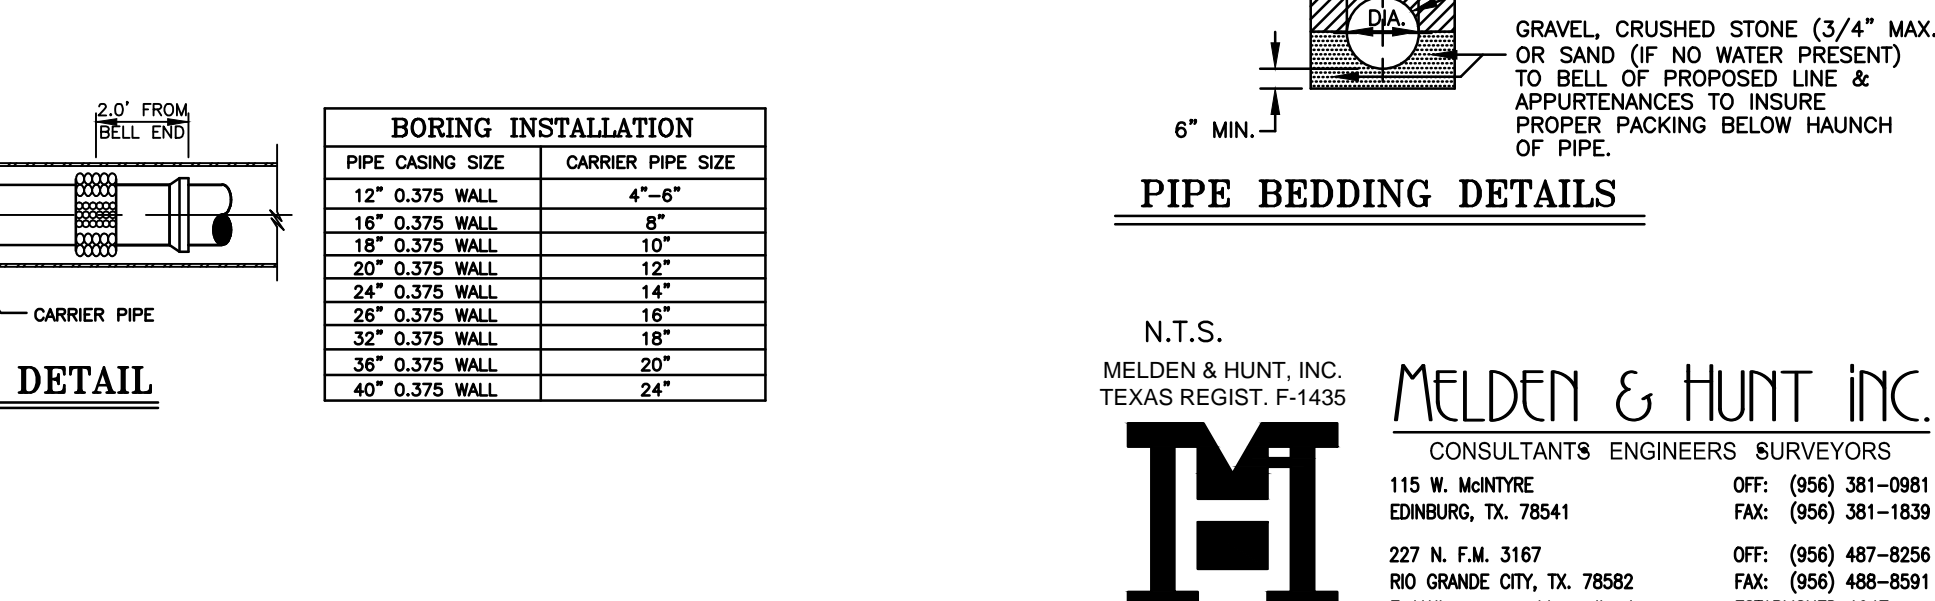 2.0' FROM
BELL END
CARRIER PIPE
DETAIL
BORING INSTALLATION
PIPE CASING SIZE CARRIER PIPE SIZE
12" 0.375 WALL 4"-6"
16" 0.375 WALL 8"
18" 0.375 WALL 10"
20" 0.375 WALL 12"
24" 0.375 WALL 14"
26" 0.375 WALL 16"
32" 0.375 WALL 18"
36" 0.375 WALL 20"
40" 0.375 WALL 24"
DIA.
6" MIN.
GRAVEL, CRUSHED STONE (3/4" MAX.
OR SAND (IF NO WATER PRESENT)
TO BELL OF PROPOSED LINE &
APPURTENANCES TO INSURE
PROPER PACKING BELOW HAUNCH
OF PIPE.
PIPE BEDDING DETAILS
N.T.S.
MELDEN & HUNT, INC.
TEXAS REGIST. F-1435
MELDEN & HUNT INC.
CONSULTANTS ENGINEERS SURVEYORS
115 W. McINTYRE OFF: (956) 381-0981
EDINBURG, TX. 78541 FAX: (956) 381-1839
227 N. F.M. 3167 OFF: (956) 487-8256
RIO GRANDE CITY, TX. 78582 FAX: (956) 488-8591